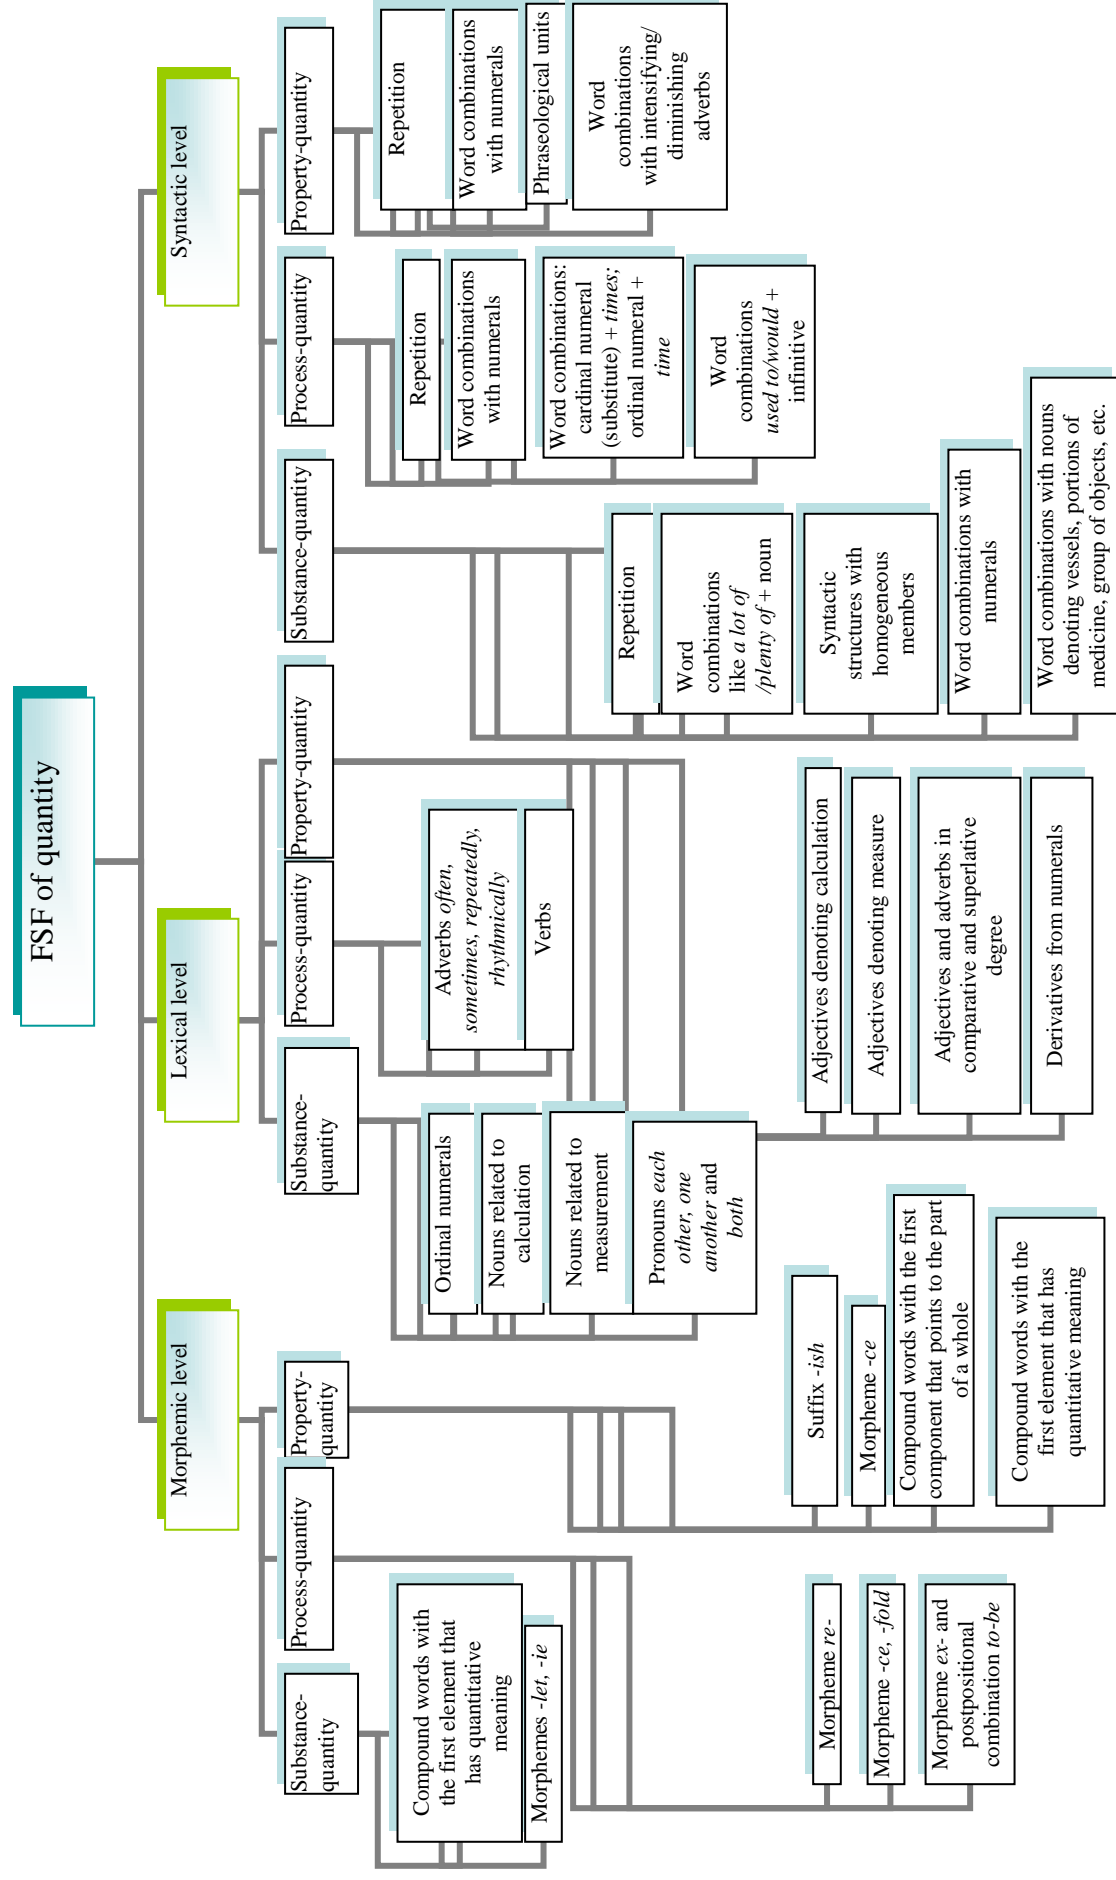 FSF of quantity
Morphemic level
Lexical level
Syntactic level
Substance-
quantity
Process-quantity
Property-
quantity
Substance-
quantity
Process-quantity
Property-quantity
Substance-quantity
Process-quantity
Property-quantity
Compound words with
the first element that
has quantitative
meaning
Morphemes -let, -ie
Morpheme re-
Morpheme -ce, -fold
Morpheme ex- and
postpositional
combination to-be
Suffix -ish
Morpheme -ce
Compound words with the first
component that points to the part
of a whole
Compound words with the
first element that has
quantitative meaning
Ordinal numerals
Nouns related to
calculation
Nouns related to
measurement
Pronouns each
other, one
another and
both
Adverbs often,
sometimes, repeatedly,
rhythmically
Verbs
Adjectives denoting calculation
Adjectives denoting measure
Adjectives and adverbs in
comparative and superlative
degree
Derivatives from numerals
Repetition
Word
combinations
like a lot of
/plenty of + noun
Syntactic
structures with
homogeneous
members
Word combinations with
numerals
Word combinations with nouns
denoting vessels, portions of
medicine, group of objects, etc.
Repetition
Word combinations
with numerals
Word combinations:
cardinal numeral
(substitute) + times;
ordinal numeral +
time
Word
combinations
used to/would +
infinitive
Repetition
Word combinations
with numerals
Phraseological units
Word
combinations
with intensifying/
diminishing
adverbs